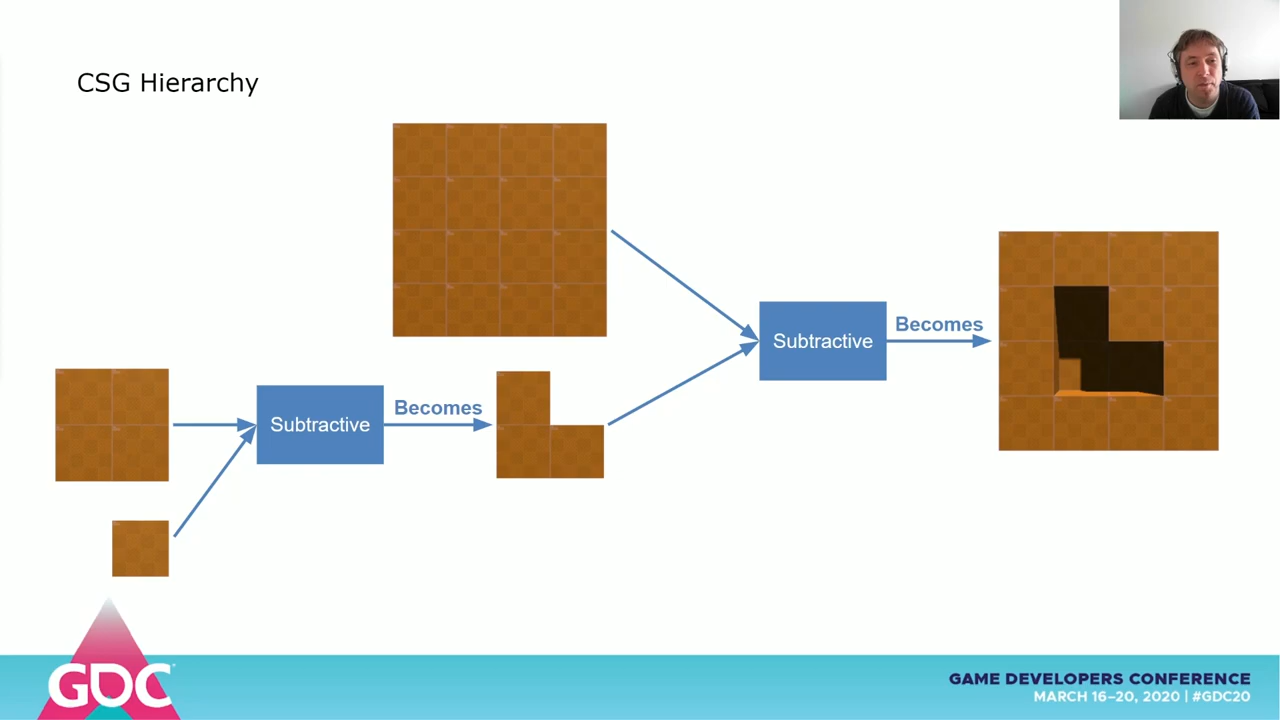 CSG Hierarchy
Subtractive
Becomes
Subtractive
Becomes
GDC
GAME DEVELOPERS CONFERENCE
MARCH 16–20, 2020 | #GDC20